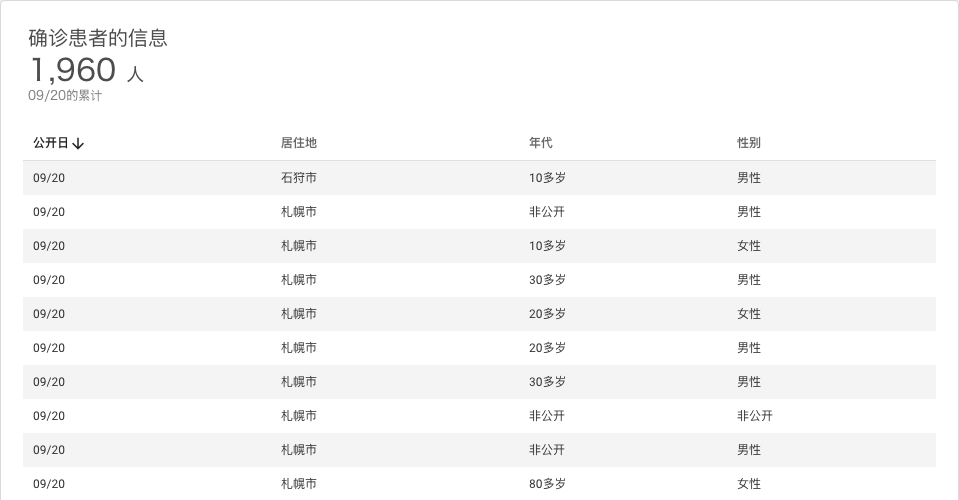 确诊患者的信息
1,960 人
09/20的累计
公开日 居住地 年代 性别
09/20 石狩市 10多岁 男性
09/20 札幌市 非公开 男性
09/20 札幌市 10多岁 女性
09/20 札幌市 30多岁 男性
09/20 札幌市 20多岁 女性
09/20 札幌市 20多岁 男性
09/20 札幌市 30多岁 男性
09/20 札幌市 非公开 非公开
09/20 札幌市 非公开 男性
09/20 札幌市 80多岁 女性